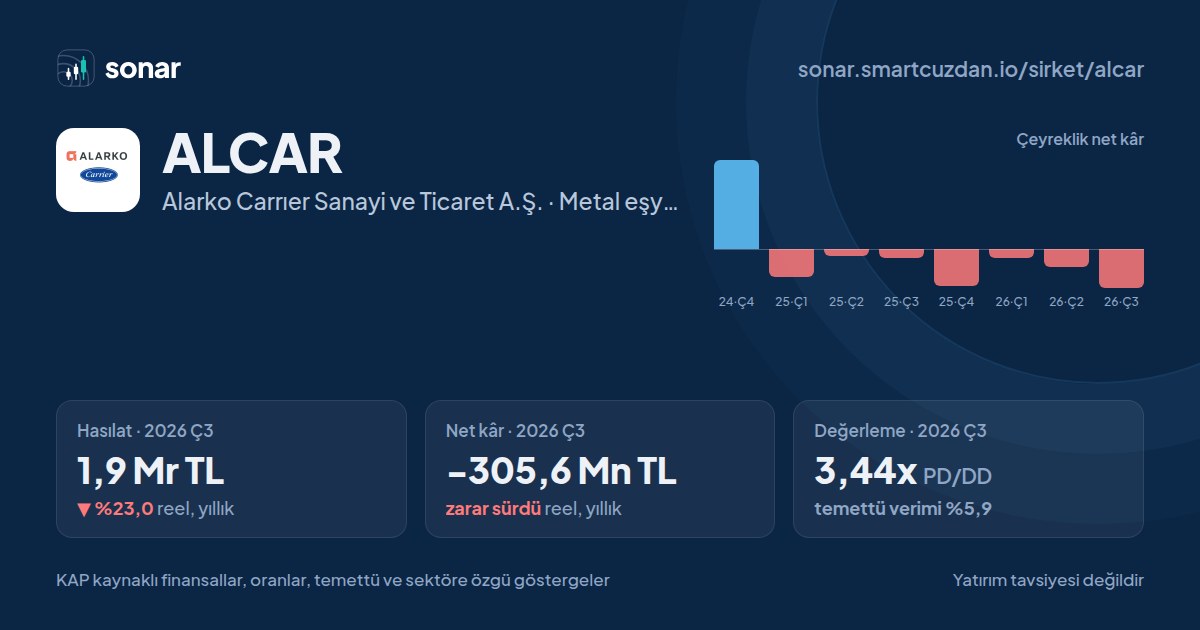 sonar
sonar.smartcuzdan.io/sirket/alcar
ALARKO
Carrier
ALCAR
Alarko Carrıer Sanayi ve Ticaret A.Ş. · Metal eşy…
Çeyreklik net kâr
24·Ç4 25·Ç1 25·Ç2 25·Ç3 25·Ç4 26·Ç1 26·Ç2 26·Ç3
Hasılat · 2026 Ç3
1,9 Mr TL
▼ %23,0 reel, yıllık
Net kâr · 2026 Ç3
−305,6 Mn TL
zarar sürdü reel, yıllık
Değerleme · 2026 Ç3
3,44x PD/DD
temettü verimi %5,9
KAP kaynaklı finansallar, oranlar, temettü ve sektöre özgü göstergeler
Yatırım tavsiyesi değildir